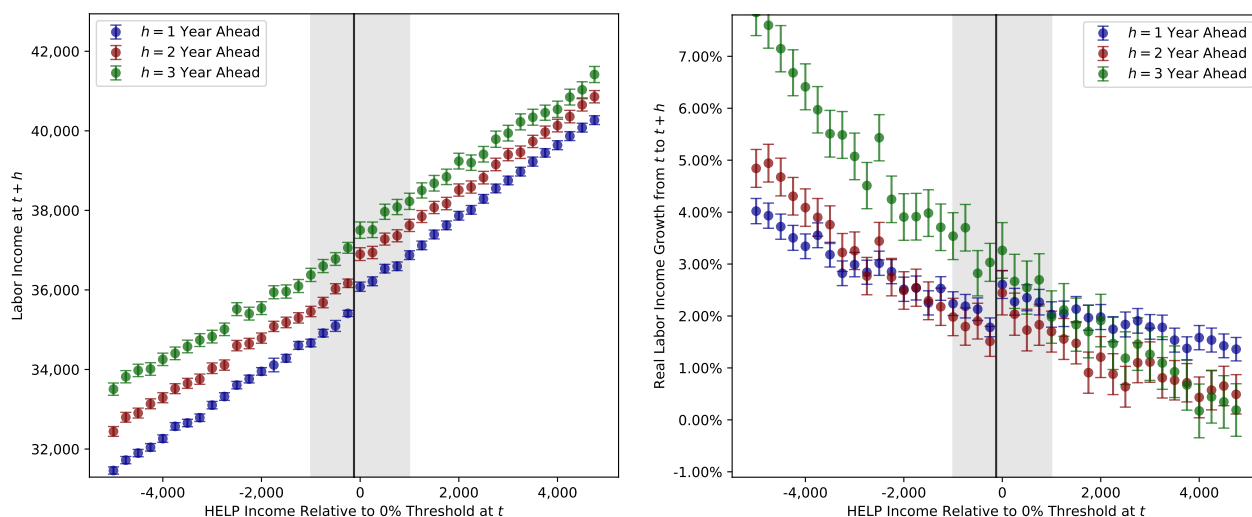 42,000
40,000
38,000
36,000
34,000
32,000
Labor Income at t + h
h = 1 Year Ahead
h = 2 Year Ahead
h = 3 Year Ahead
-4,000
-2,000
0
2,000
4,000
HELP Income Relative to 0% Threshold at t
7.00%
6.00%
5.00%
4.00%
3.00%
2.00%
1.00%
0.00%
-1.00%
Real Labor Income Growth from t to t + h
h = 1 Year Ahead
h = 2 Year Ahead
h = 3 Year Ahead
-4,000
-2,000
0
2,000
4,000
HELP Income Relative to 0% Threshold at t